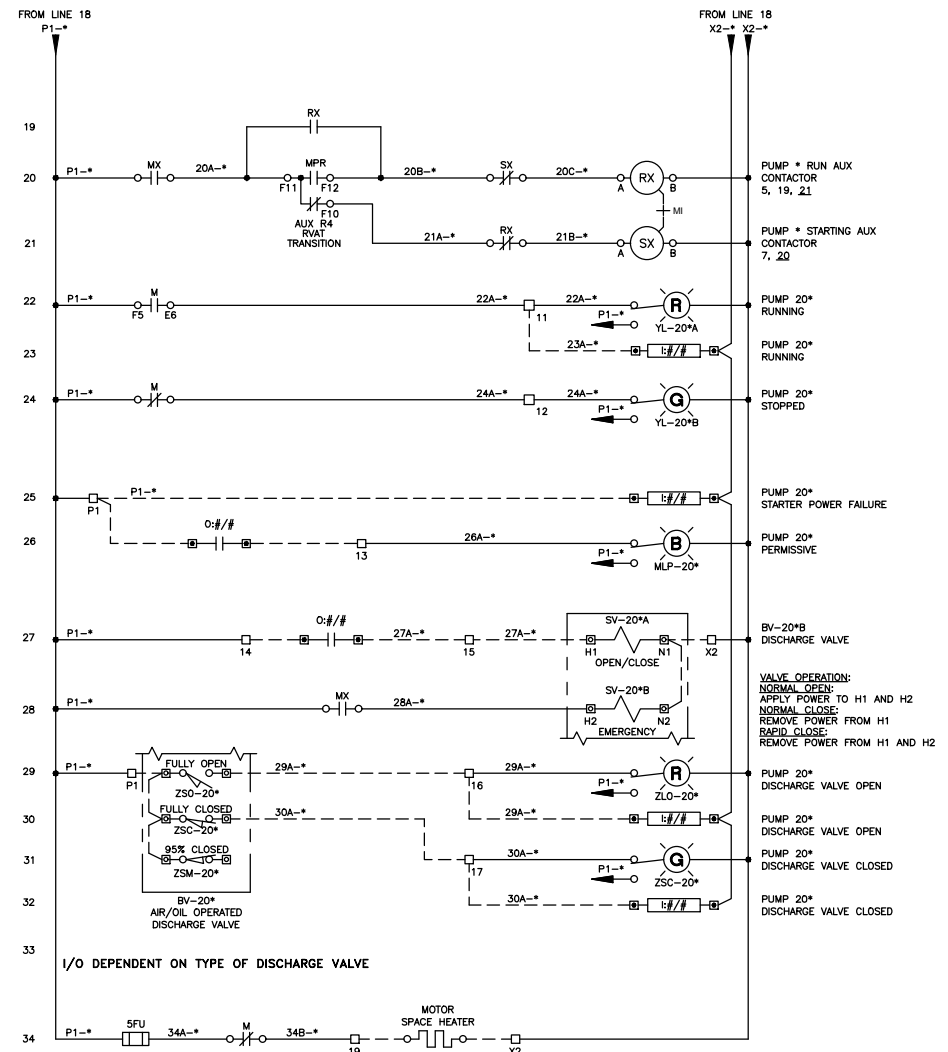 FROM LINE 18
P1-*
FROM LINE 18
X2-* X2-*
19
RX
20
P1-*
MX
20A-*
MPR
F11
F12
20B-*
SX
20C-*
A
RX
B
PUMP * RUN AUX
CONTACTOR
5, 19, 21
F10
AUX R4
RVAT
TRANSITION
MI
21
21A-*
RX
21B-*
A
SX
B
PUMP * STARTING AUX
CONTACTOR
7, 20
22
P1-*
M
F5
E6
22A-*
11
22A-*
P1-*
R
YL-20*A
PUMP 20*
RUNNING
23
23A-*
I:#/#
PUMP 20*
RUNNING
24
P1-*
M
24A-*
12
24A-*
P1-*
G
YL-20*B
PUMP 20*
STOPPED
25
P1
P1-*
I:#/#
PUMP 20*
STARTER POWER FAILURE
26
O:#/#
13
26A-*
P1-*
B
MLP-20*
PUMP 20*
PERMISSIVE
27
P1-*
14
O:#/#
27A-*
15
27A-*
SV-20*A
H1
N1
OPEN/CLOSE
X2
BV-20*B
DISCHARGE VALVE
28
P1-*
MX
28A-*
SV-20*B
H2
N2
EMERGENCY
VALVE OPERATION:
NORMAL OPEN:
APPLY POWER TO H1 AND H2
NORMAL CLOSE:
REMOVE POWER FROM H1
RAPID CLOSE:
REMOVE POWER FROM H1 AND H2
29
P1-*
P1
FULLY OPEN
ZSO-20*
29A-*
16
29A-*
P1-*
R
ZLO-20*
PUMP 20*
DISCHARGE VALVE OPEN
30
FULLY CLOSED
ZSC-20*
30A-*
29A-*
I:#/#
PUMP 20*
DISCHARGE VALVE OPEN
31
95% CLOSED
ZSM-20*
17
30A-*
P1-*
G
ZSC-20*
PUMP 20*
DISCHARGE VALVE CLOSED
32
BV-20*
AIR/OIL OPERATED
DISCHARGE VALVE
30A-*
I:#/#
PUMP 20*
DISCHARGE VALVE CLOSED
33
I/O DEPENDENT ON TYPE OF DISCHARGE VALVE
34
P1-*
5FU
34A-*
M
34B-*
19
MOTOR
SPACE HEATER
X2